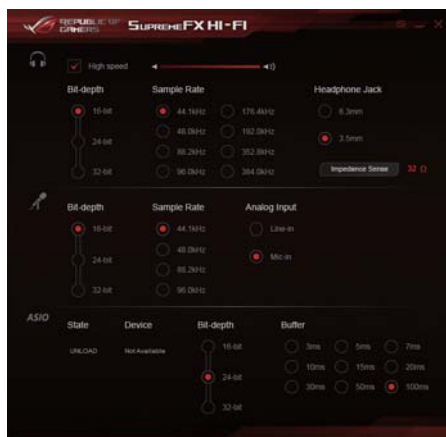 REPUBLIC OF GAMERS SUPREMEFX HI-FI
High speed
Bit-depth Sample Rate Headphone Jack
16-bit 44.1kHz 176.4kHz 6.3mm
24-bit 48.0kHz 192.0kHz 3.5mm
88.2kHz 352.8kHz
32-bit 96.0kHz 384.0kHz Impedance Sense 32 Ω
Bit-depth Sample Rate Analog Input
16-bit 44.1kHz Line-in
24-bit 48.0kHz Mic-in
88.2kHz
32-bit 96.0kHz
ASIO
State Device Bit-depth Buffer
UNLOAD Not Available 16-bit 3ms 5ms 7ms
24-bit 10ms 15ms 20ms
30ms 50ms 100ms
32-bit